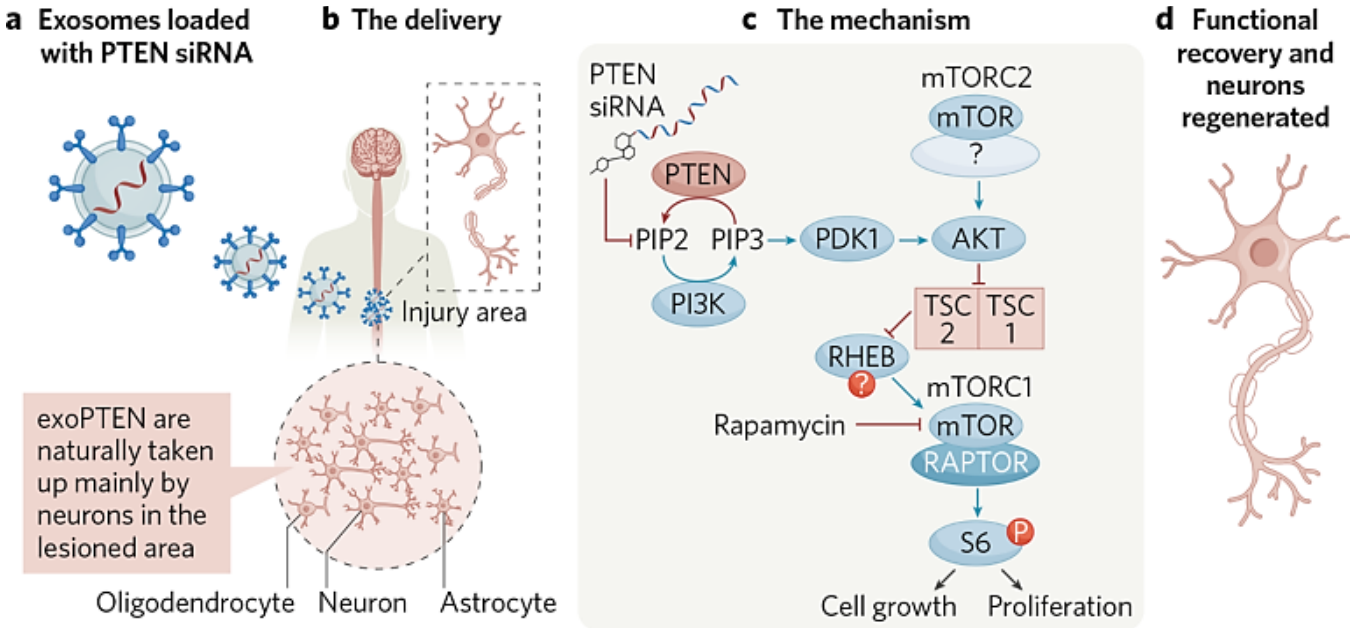 a Exosomes loaded
with PTEN siRNA
b The delivery
Injury area
exoPTEN are
naturally taken
up mainly by
neurons in the
lesioned area
Oligodendrocyte
Neuron
Astrocyte
c The mechanism
PTEN
siRNA
mTORC2
mTOR
?
PTEN
PIP2
PIP3
PDK1
AKT
PI3K
TSC
2
TSC
1
RHEB
?
mTORC1
Rapamycin
mTOR
RAPTOR
S6
P
Cell growth
Proliferation
d Functional
recovery and
neurons
regenerated